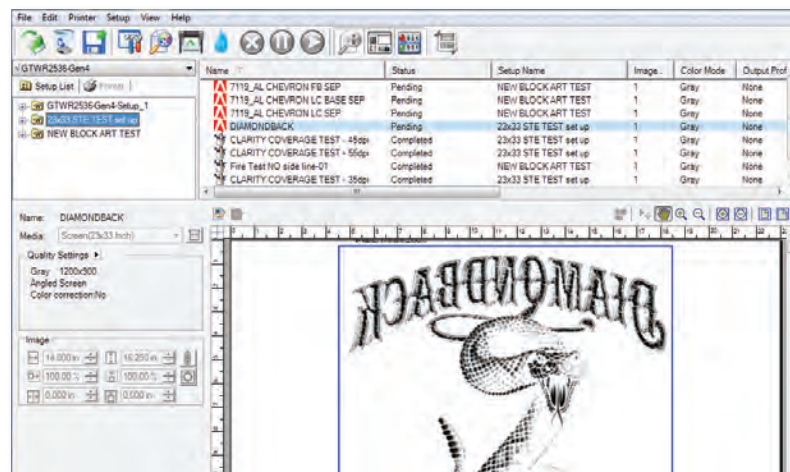 File Edit Printer Setup View Help
GTWR2536-Gen4
Setup List
GTWR2536-Gen4-Setup_1
23x33 STE TEST set up
NEW BLOCK ART TEST
Name Status Setup Name Image.. Color Mode Output Prof
7119_AL CHEVRON FB SEP Pending NEW BLOCK ART TEST 1 Gray None
7119_AL CHEVRON LC BASE SEP Pending NEW BLOCK ART TEST 1 Gray None
7119_AL CHEVRON LC SEP Pending NEW BLOCK ART TEST 1 Gray None
DIAMONDBACK Pending 23x33 STE TEST set up 1 Gray None
CLARITY COVERAGE TEST - 45dpi Completed 23x33 STE TEST set up 1 Gray None
CLARITY COVERAGE TEST - 55dpi Completed 23x33 STE TEST set up 1 Gray None
Fire Test NO side line-01 Completed NEW BLOCK ART TEST 1 Gray None
CLARITY COVERAGE TEST - 35dpi Completed 23x33 STE TEST set up 1 Gray None
Name: DIAMONDBACK
Media: Screen(23x33 Inch)
Quality Settings
Gray 1200x900
Angled Screen
Color correction:No
Image
14.000 in 16.250 in
100.00 % 100.00 %
0.000 in 0.000 in
DIAMONDBACK